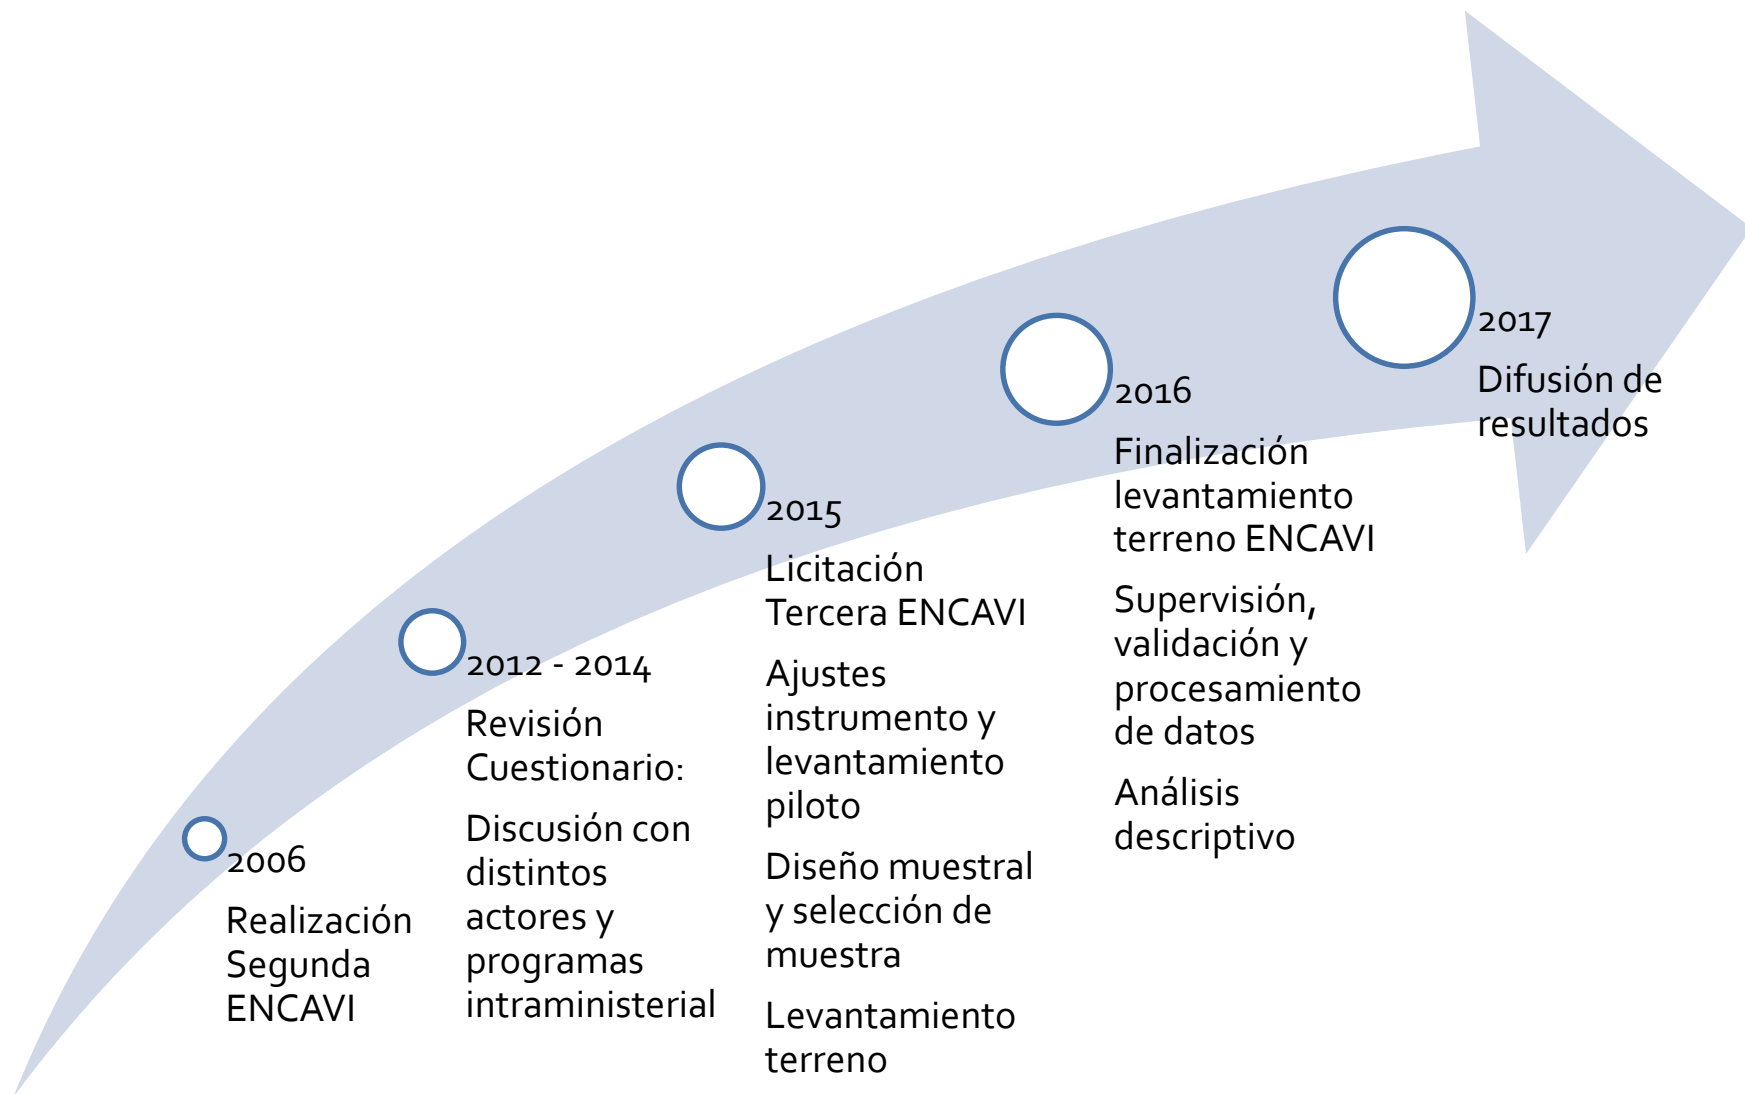 2006
Realización
Segunda
ENCAVI
2012 - 2014
Revisión
Cuestionario:
Discusión con
distintos
actores y
programas
intraministerial
2015
Licitación
Tercera ENCAVI
Ajustes
instrumento y
levantamiento
piloto
Diseño muestral
y selección de
muestra
Levantamiento
terreno
2016
Finalización
levantamiento
terreno ENCAVI
Supervisión,
validación y
procesamiento
de datos
Análisis
descriptivo
2017
Difusión de
resultados